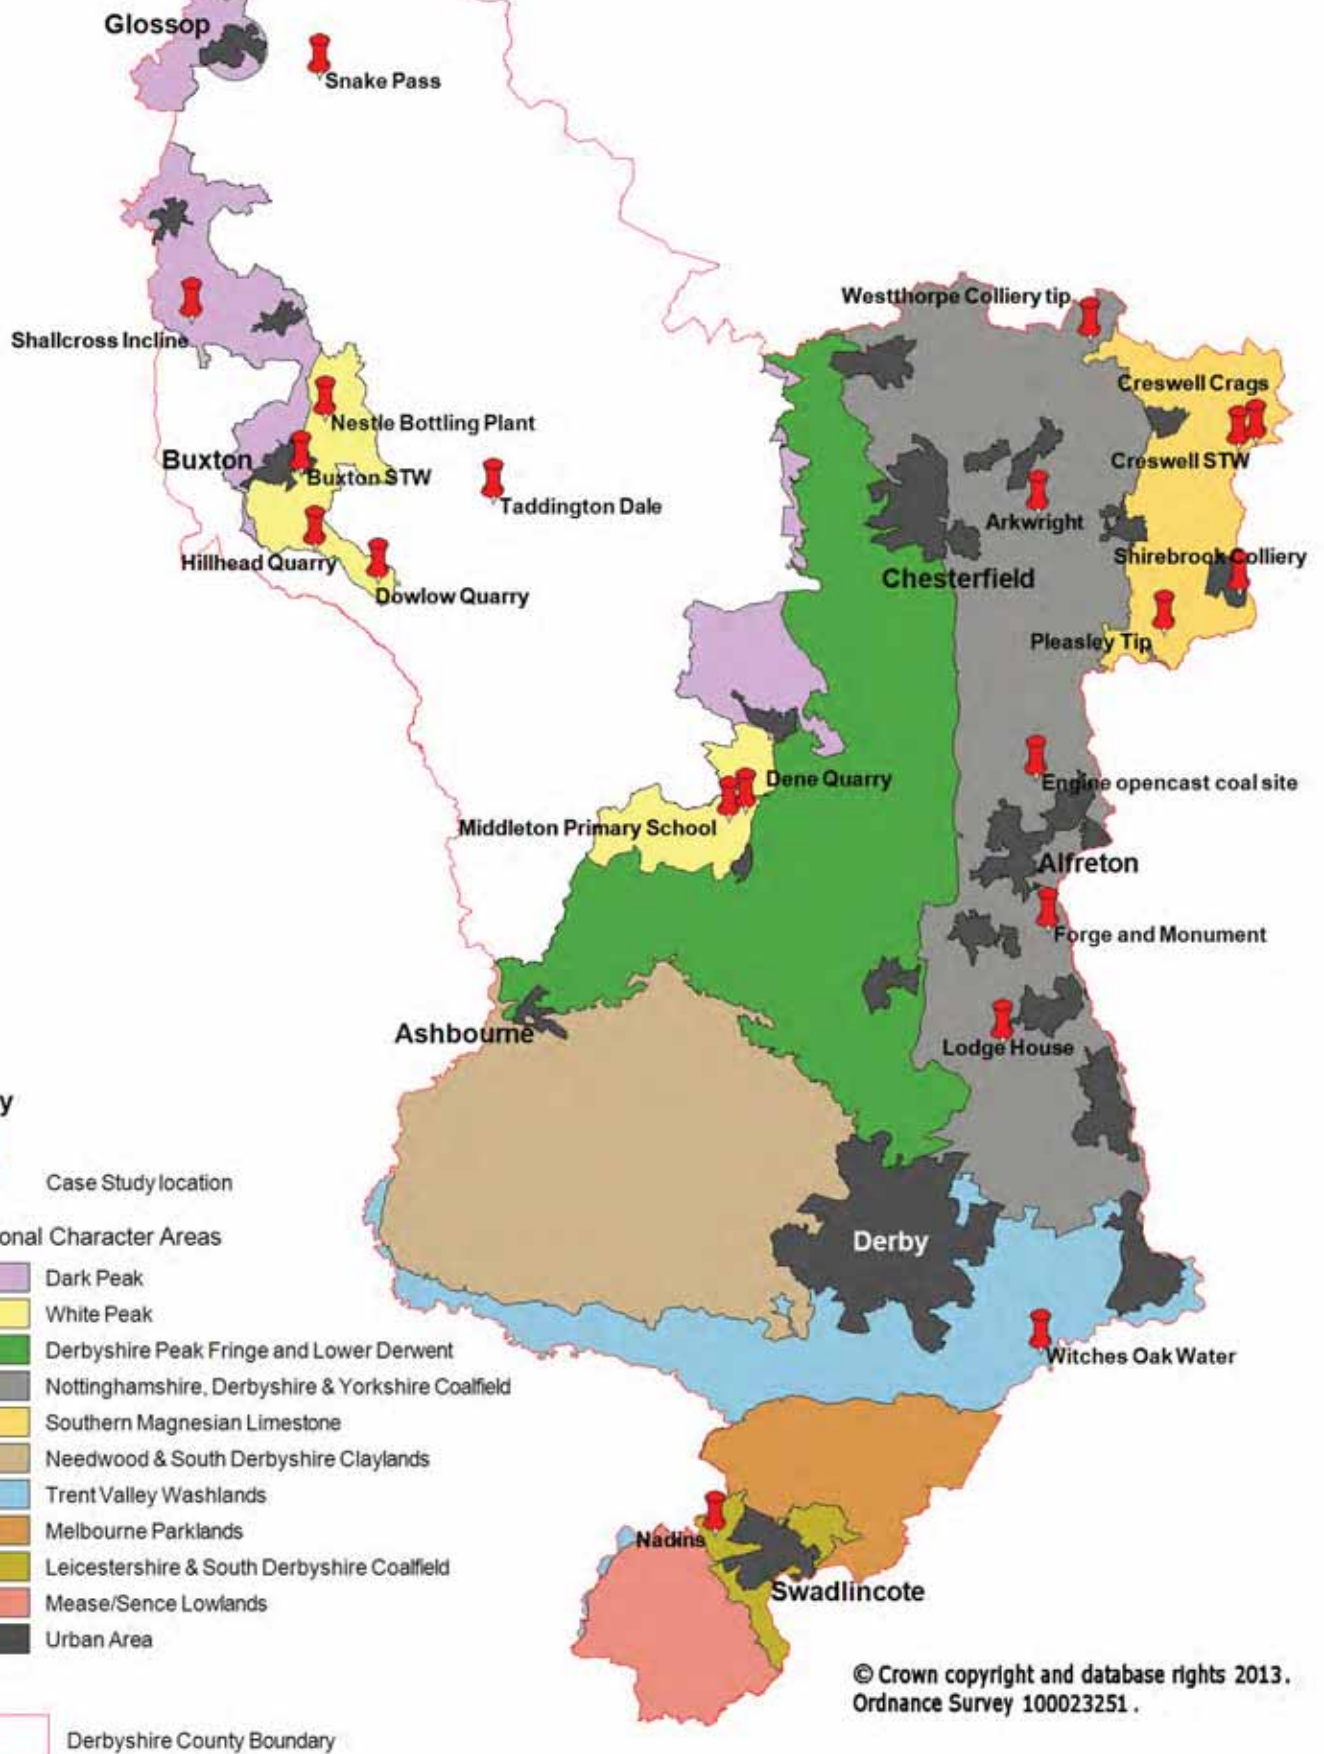 Glossop
Snake Pass
Westthorpe Colliery tip
Shallcross Incline
Creswell Crags
Nestle Bottling Plant
Buxton
Creswell STW
Buxton STW
Taddington Dale
Arkwright
Shirebrook Colliery
Hillhead Quarry
Chesterfield
Dowlow Quarry
Pleasley Tip
Dene Quarry
Engine opencast coal site
Middleton Primary School
Alfreton
Forge and Monument
Ashbourne
Lodge House
y
Case Study location
onal Character Areas
Derby
Dark Peak
White Peak
Derbyshire Peak Fringe and Lower Derwent
Witches Oak Water
Nottinghamshire, Derbyshire & Yorkshire Coalfield
Southern Magnesian Limestone
Needwood & South Derbyshire Claylands
Trent Valley Washlands
Melbourne Parklands
Nadins
Leicestershire & South Derbyshire Coalfield
Swadlincote
Mease/Sence Lowlands
Urban Area
© Crown copyright and database rights 2013.
Ordnance Survey 100023251.
Derbyshire County Boundary